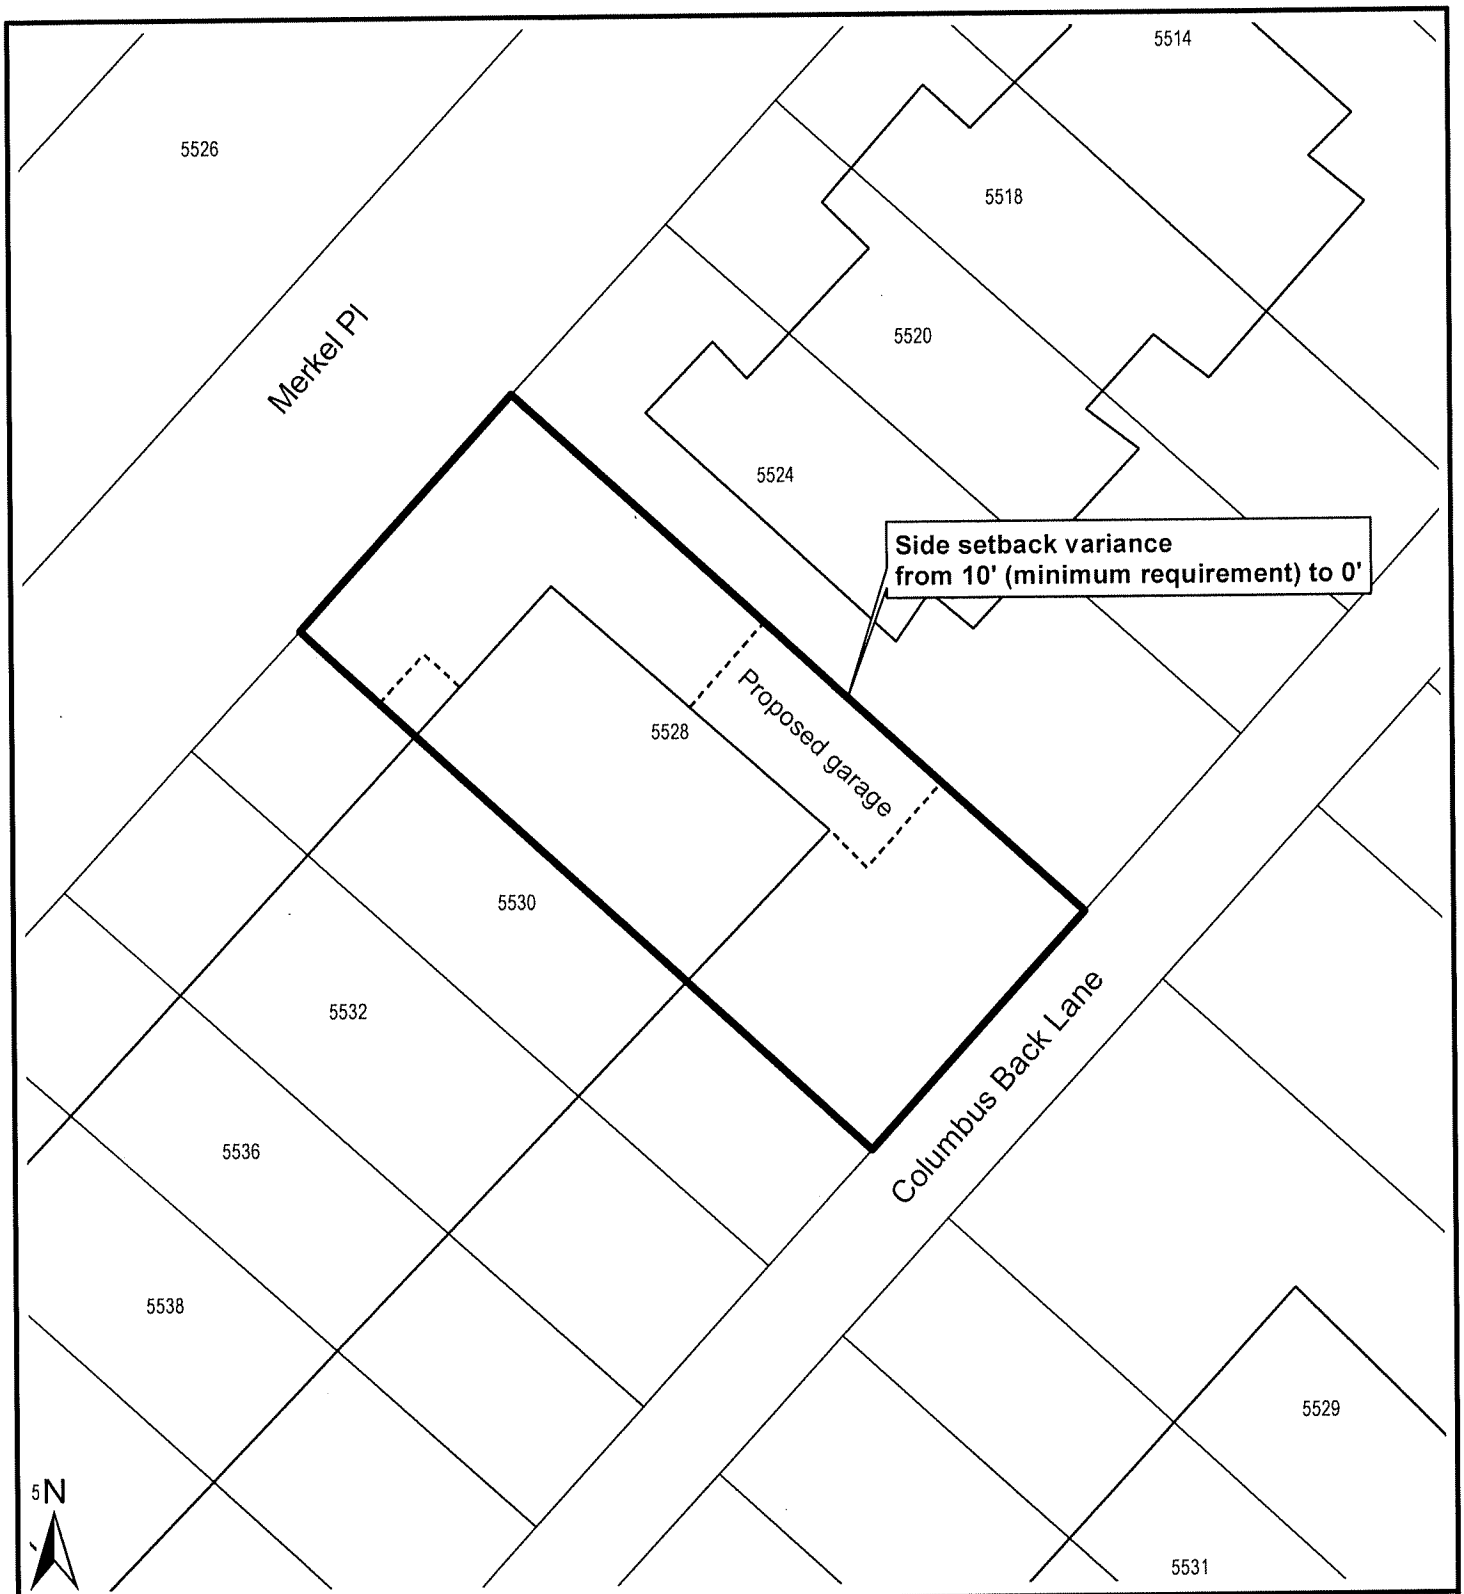 5514
5526
5518
Merkel Pl
5520
5524
Side setback variance
from 10' (minimum requirement) to 0'
Proposed garage
5528
5530
5532
Columbus Back Lane
5536
5538
5529
5
N
5531